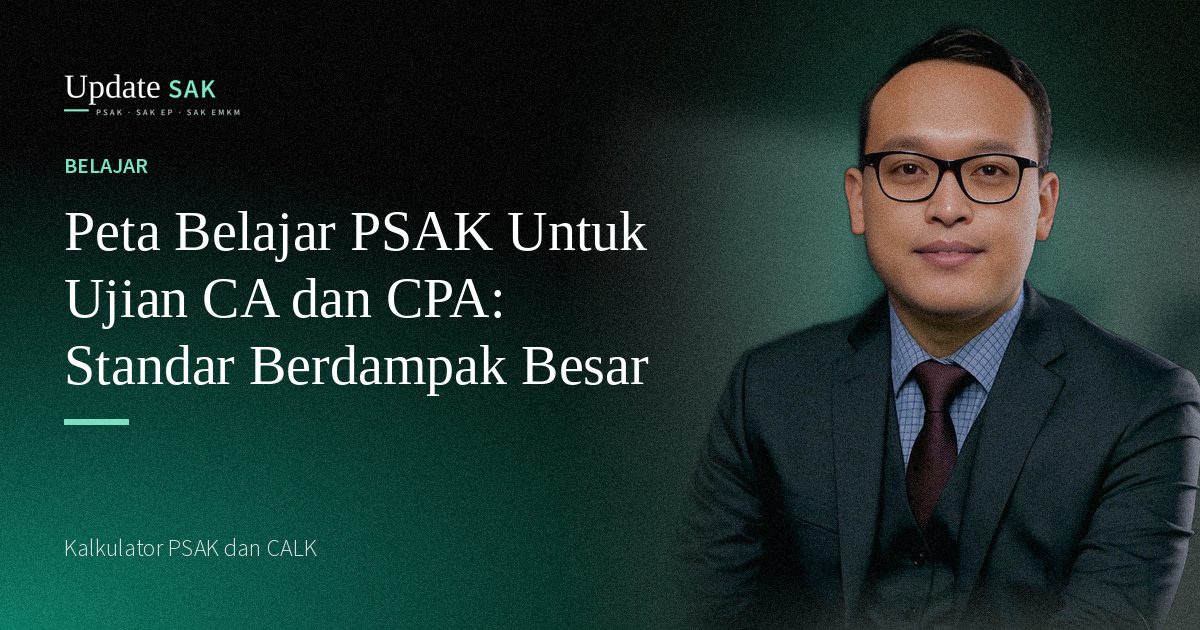 Update SAK
PSAK · SAK EP · SAK EMKM
BELAJAR
Peta Belajar PSAK Untuk
Ujian CA dan CPA:
Standar Berdampak Besar
Kalkulator PSAK dan CALK